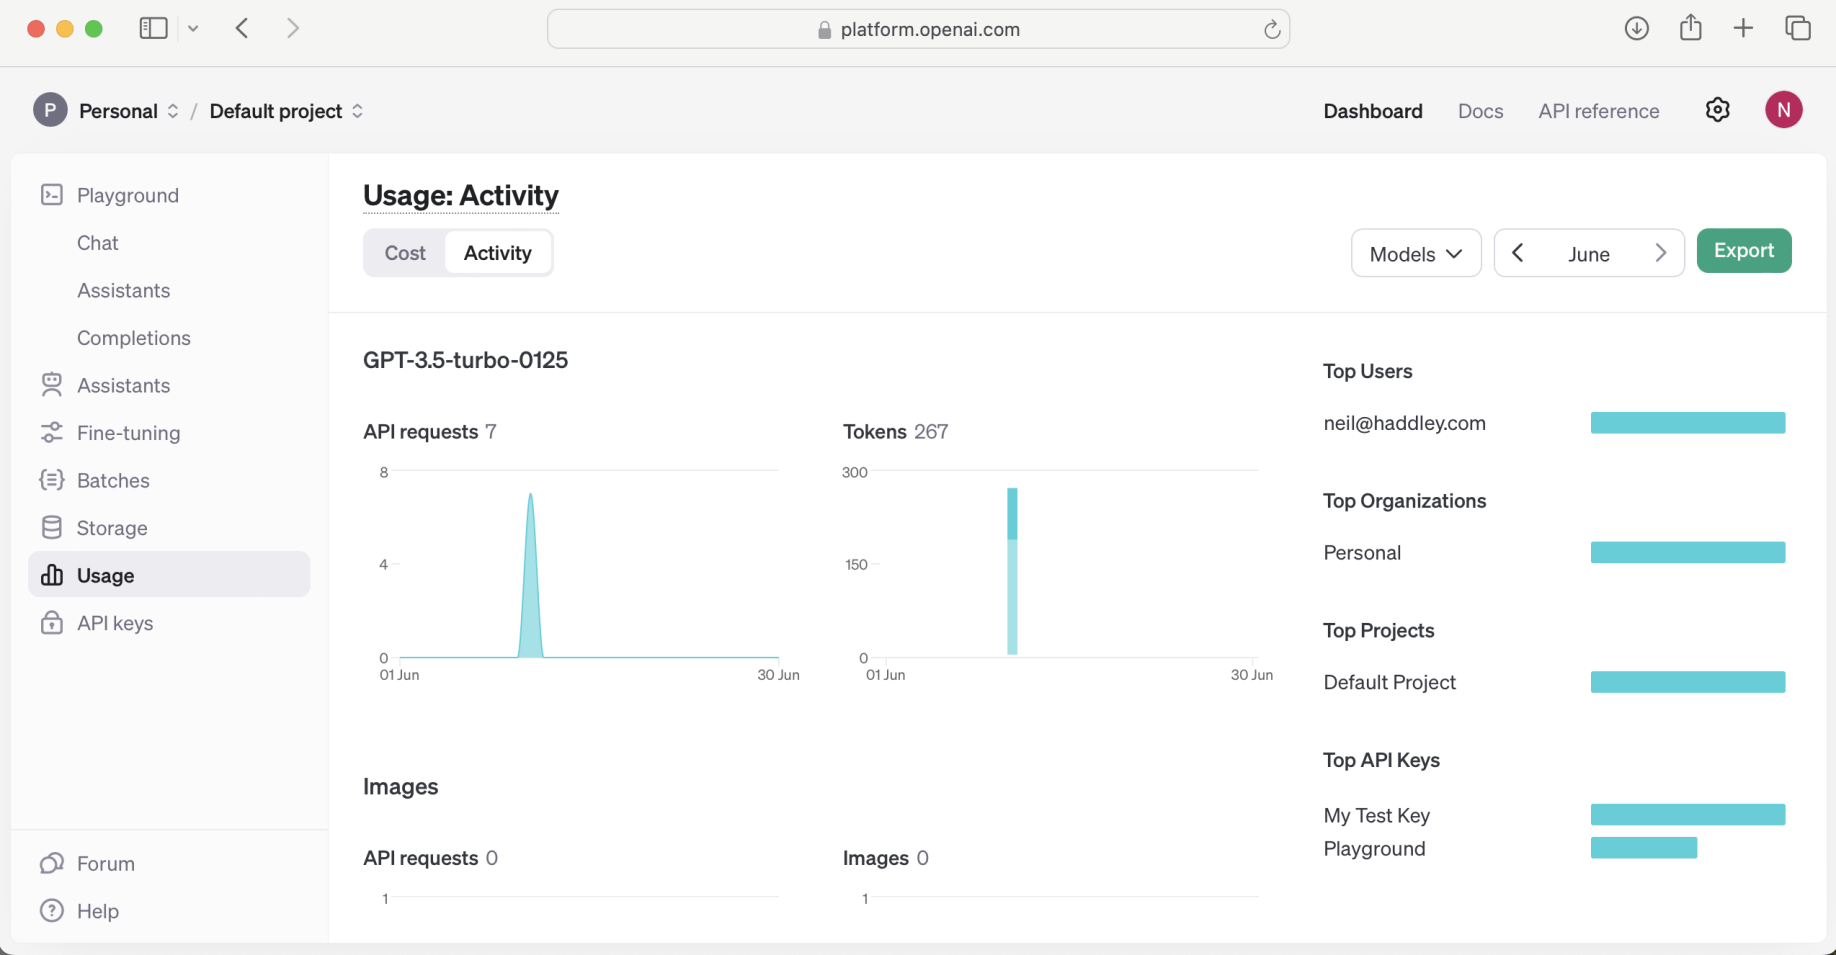 platform.openai.com
P Personal / Default project
Dashboard Docs API reference N
Playground
Chat
Assistants
Completions
Assistants
Fine-tuning
Batches
Storage
Usage
API keys
Forum
Help
Usage: Activity
Cost Activity
Models June Export
GPT-3.5-turbo-0125
API requests 7
8
4
0
01 Jun 30 Jun
Tokens 267
300
150
0
01 Jun 30 Jun
Images
API requests 0
1
Images 0
1
Top Users
neil@haddley.com
Top Organizations
Personal
Top Projects
Default Project
Top API Keys
My Test Key
Playground